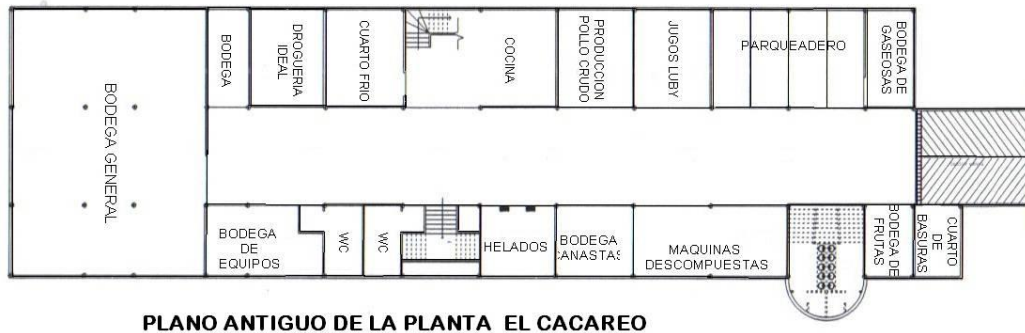 BODEGA GENERAL
BODEGA
DROGUERIA
IDEAL
CUARTO FRIO
COCINA
PRODUCCION
POLLO CRUDO
JUGOS LUBY
PARQUEADERO
BODEGA DE
GASEOSAS
BODEGA
DE
EQUIPOS
WC
WC
HELADOS
BODEGA
CANASTAS
MAQUINAS
DESCOMPUESTAS
BODEGA DE
FRUTAS
CUARTO
DE
BASURAS
PLANO ANTIGUO DE LA PLANTA EL CACAREO